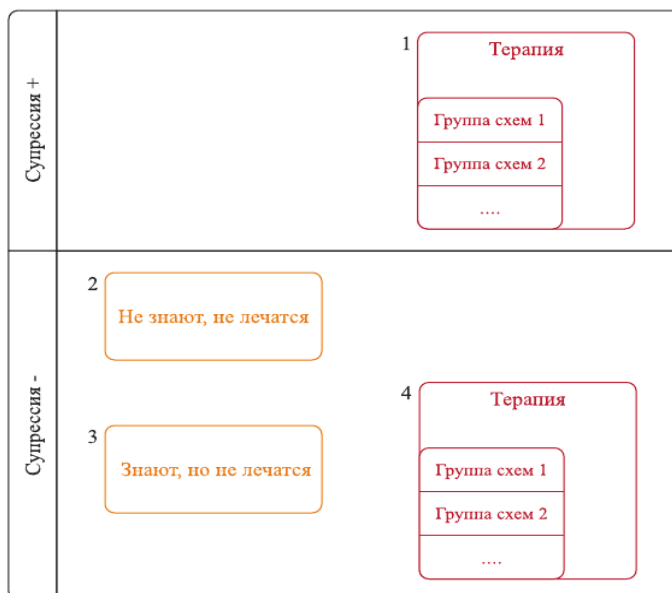 Супрессия +
1
Терапия
Группа схем 1
Группа схем 2
....
Супрессия -
2
Не знают, не лечатся
3
Знают, но не лечатся
4
Терапия
Группа схем 1
Группа схем 2
....